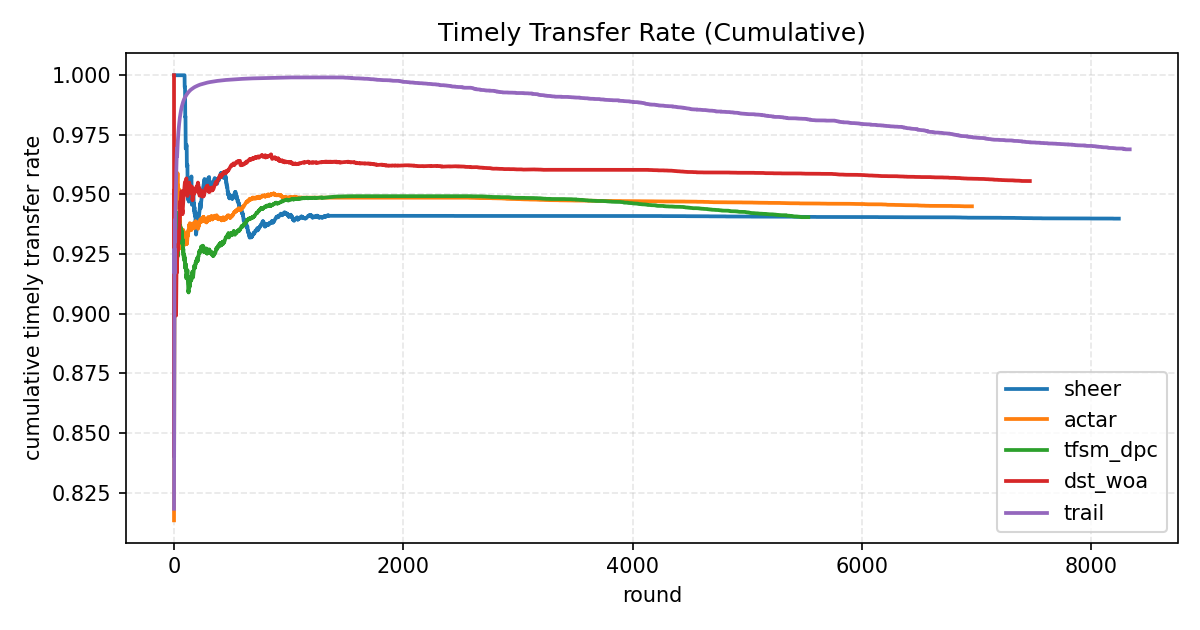 Timely Transfer Rate (Cumulative)
cumulative timely transfer rate
1.000
0.975
0.950
0.925
0.900
0.875
0.850
0.825
0
2000
4000
6000
8000
round
sheer
actar
tfsm_dpc
dst_woa
trail